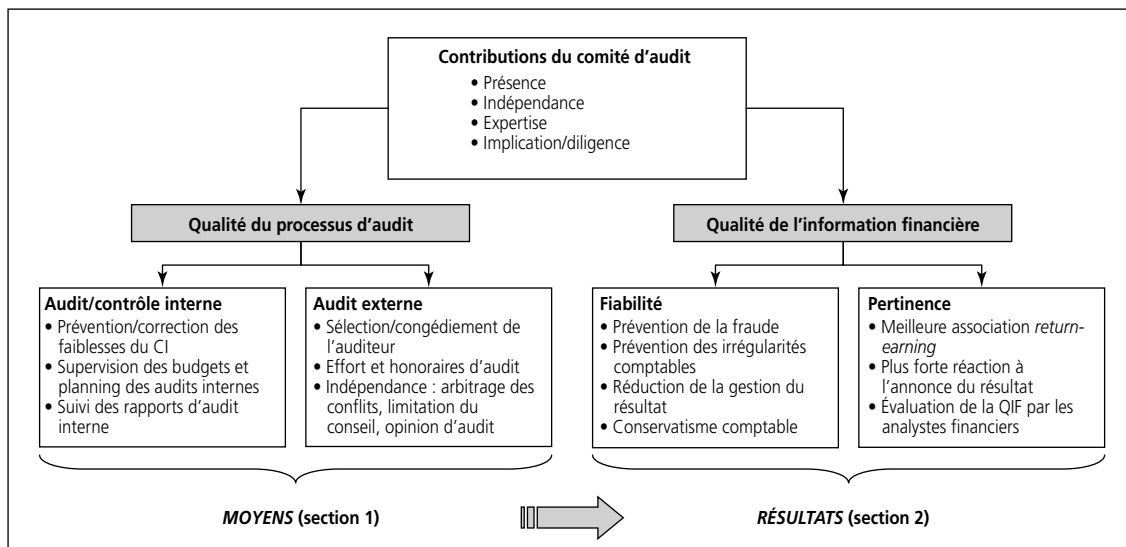 Contributions du comité d'audit
• Présence
• Indépendance
• Expertise
• Implication/diligence
Qualité du processus d'audit
Qualité de l'information financière
Audit/contrôle interne
• Prévention/correction des
faiblesses du CI
• Supervision des budgets et
planning des audits internes
• Suivi des rapports d'audit
interne
Audit externe
• Sélection/congédiement de
l'auditeur
• Effort et honoraires d'audit
• Indépendance : arbitrage des
conflits, limitation du
conseil, opinion d'audit
Fiabilité
• Prévention de la fraude
• Prévention des irrégularités
comptables
• Réduction de la gestion du
résultat
• Conservatisme comptable
Pertinence
• Meilleure association return-
earning
• Plus forte réaction à
l'annonce du résultat
• Évaluation de la QIF par les
analystes financiers
MOYENS (section 1)
RÉSULTATS (section 2)